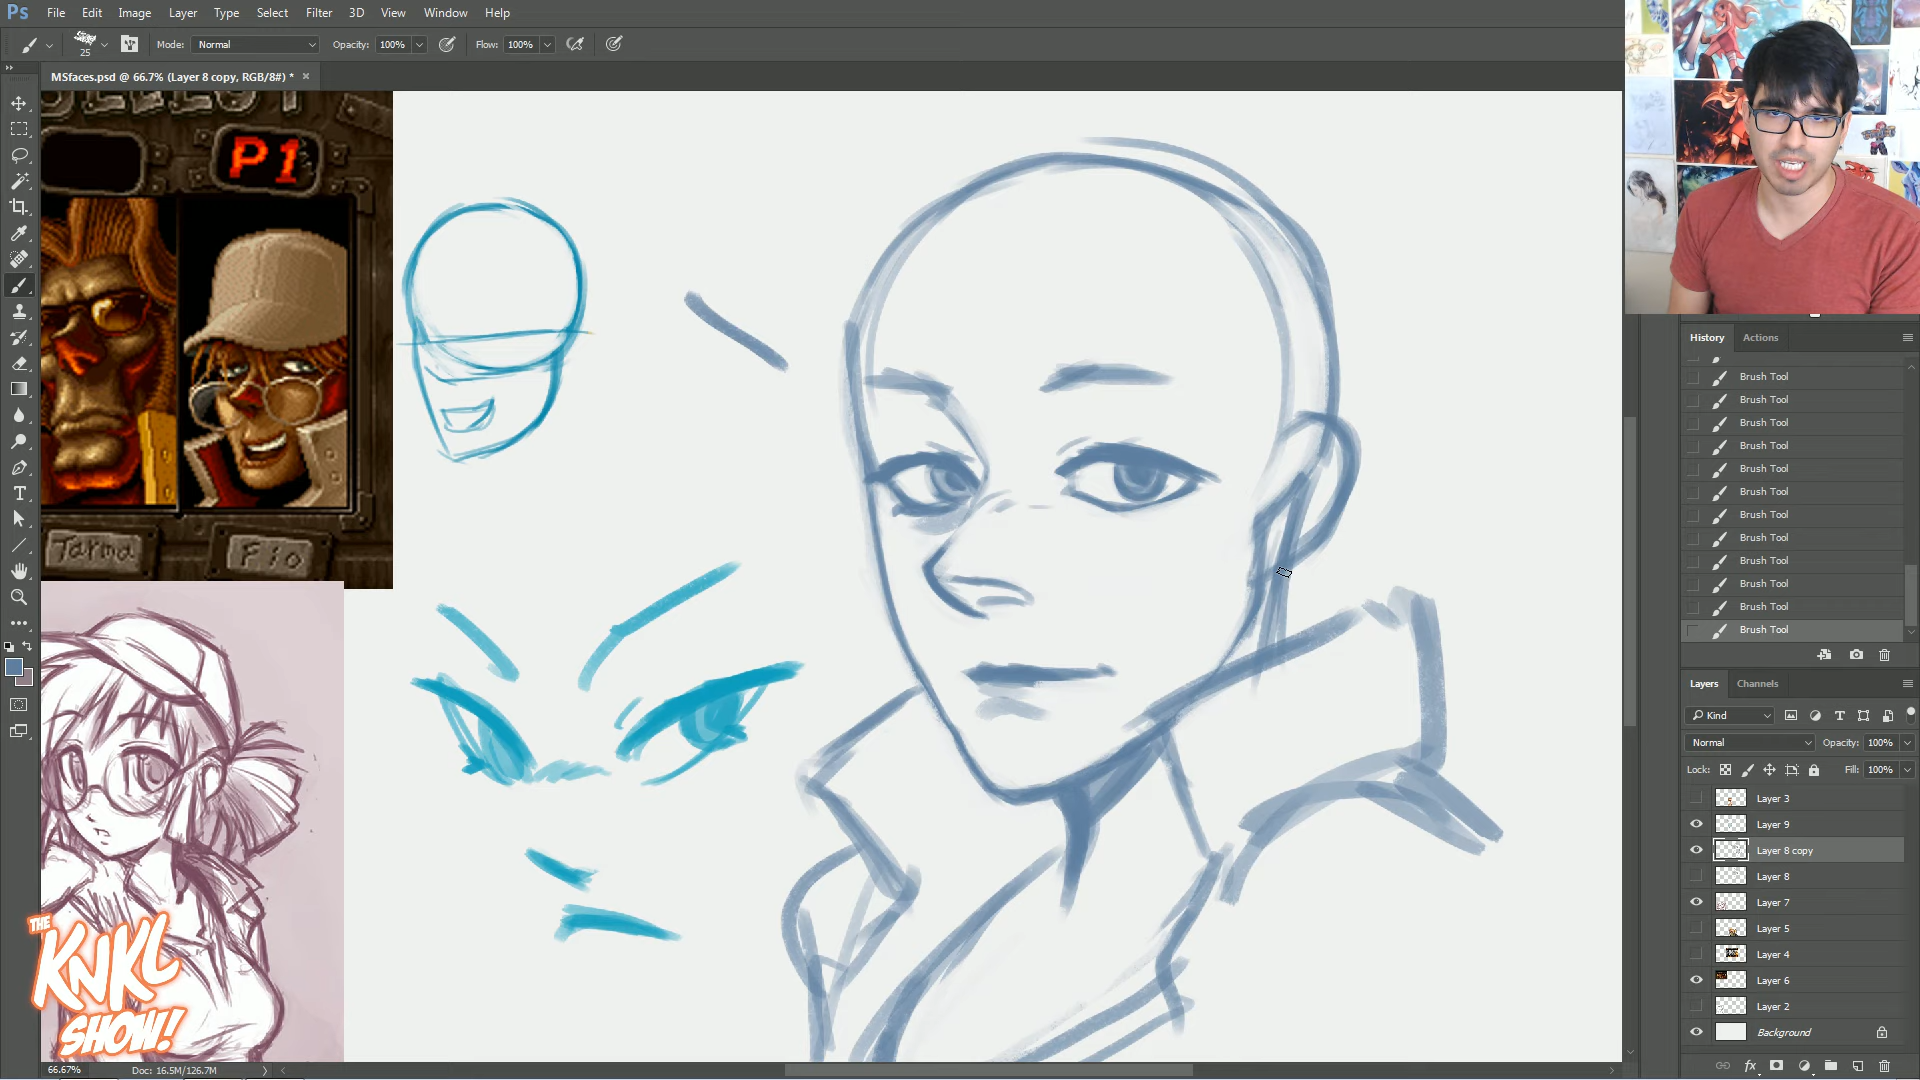 Ps File Edit Image Layer Type Select Filter 3D View Window Help
25 Mode: Normal Opacity: 100% Flow: 100%
MSfaces.psd @ 66.7% (Layer 8 copy, RGB/8#) * ×
P1
Tarma Fio
THE
KNKL
SHOW!
History Actions
Brush Tool
Brush Tool
Brush Tool
Brush Tool
Brush Tool
Brush Tool
Brush Tool
Brush Tool
Brush Tool
Brush Tool
Brush Tool
Brush Tool
Layers Channels
Kind
Normal Opacity: 100%
Lock: Fill: 100%
Layer 3
Layer 9
Layer 8 copy
Layer 8
Layer 7
Layer 5
Layer 4
Layer 6
Layer 2
Background
66.67% Doc: 16.5M/126.7M